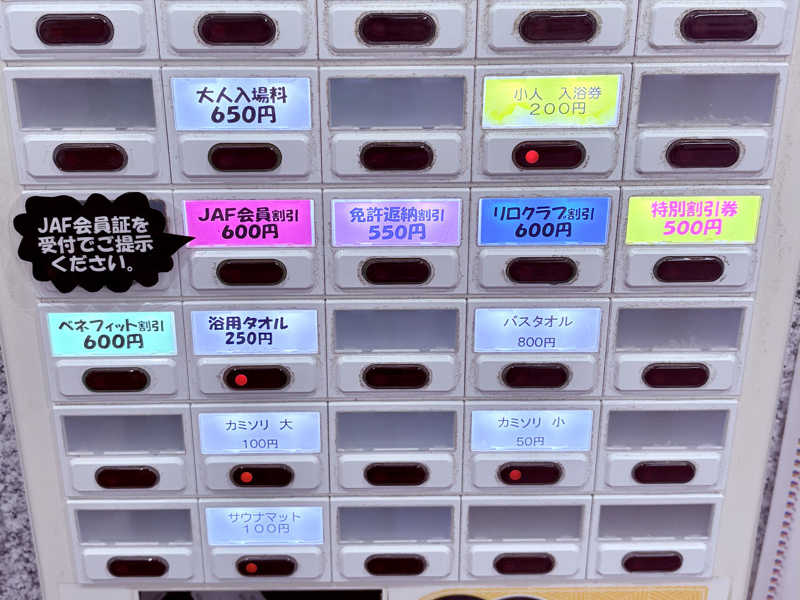 大人入場料
650円
小人 入浴券
200円
JAF会員証を
受付でご提示
ください。
JAF会員割引
600円
免許返納割引
550円
リロクラブ割引
600円
特別割引券
500円
ベネフィット割引
600円
浴用タオル
250円
バスタオル
800円
カミソリ 大
100円
カミソリ 小
50円
サウナマット
100円